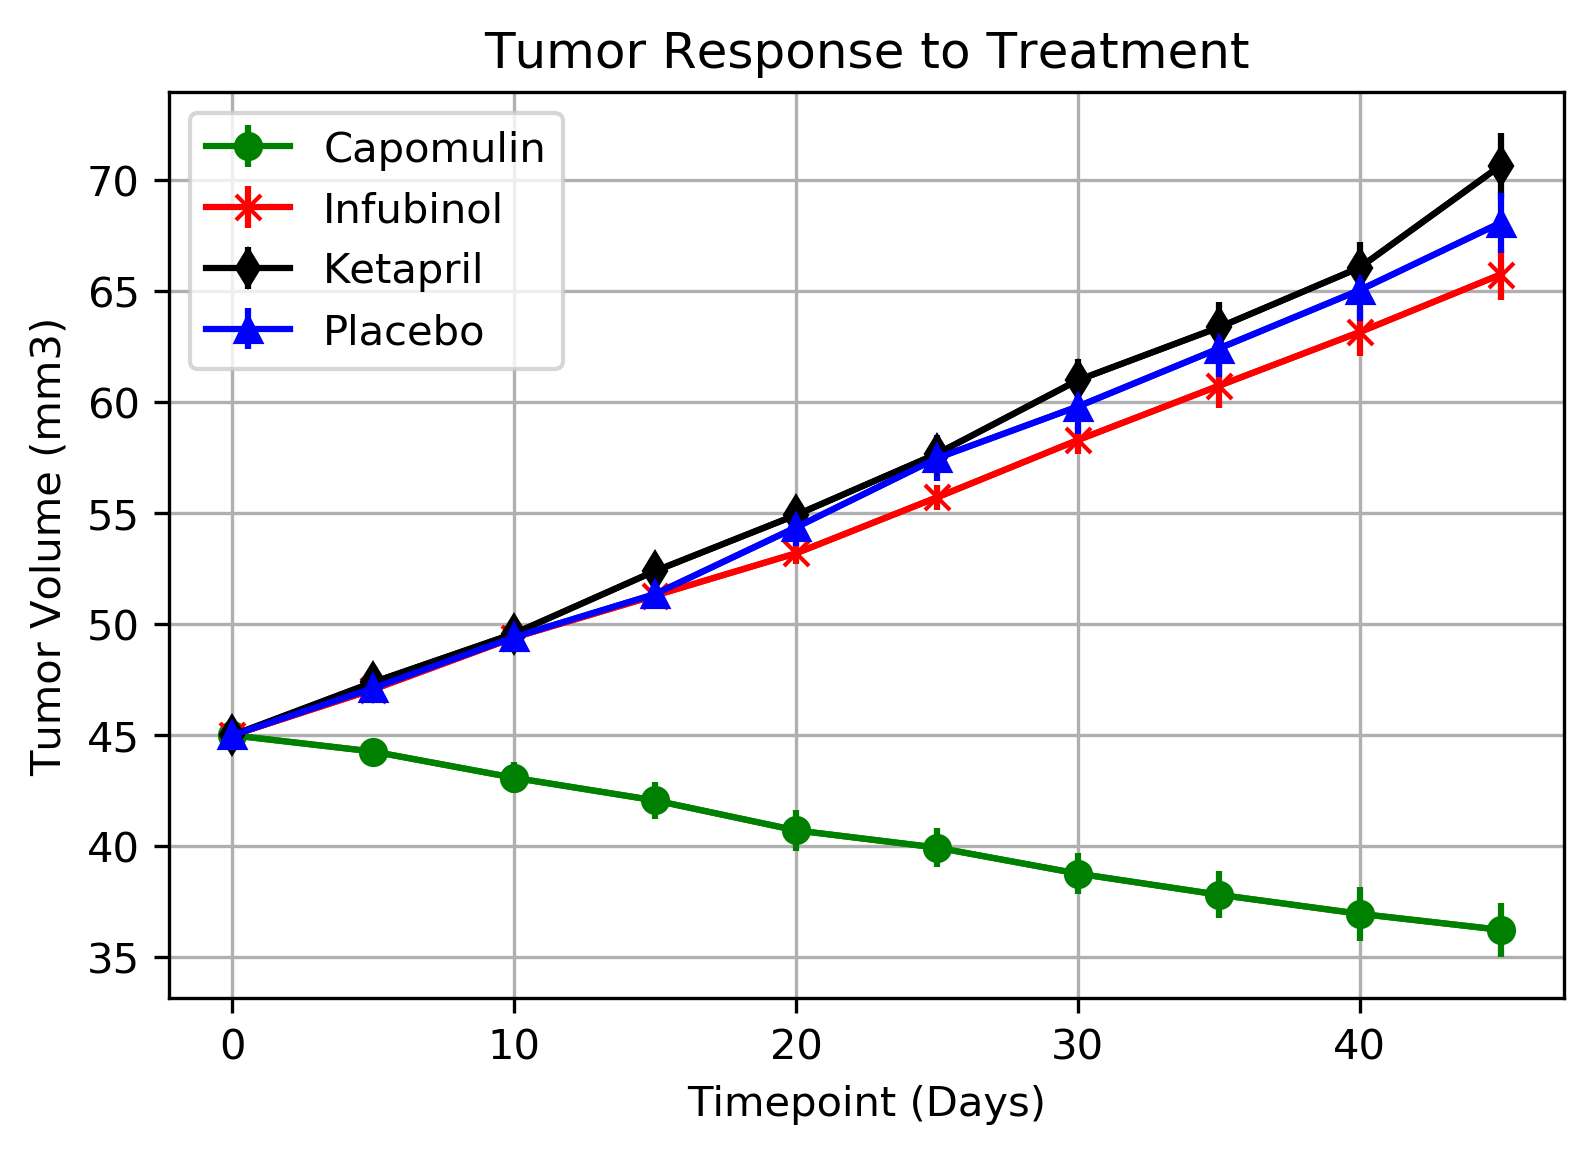 Tumor Response to Treatment
Capomulin
Infubinol
Ketapril
Placebo
Tumor Volume (mm3)
70
65
60
55
50
45
40
35
0 10 20 30 40
Timepoint (Days)